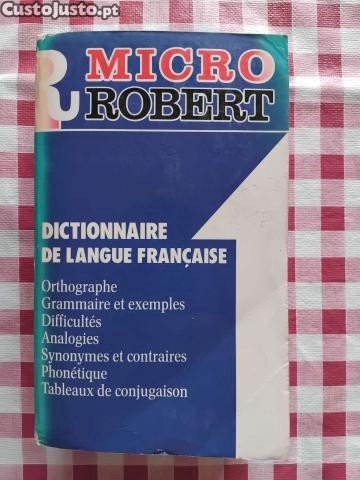 CustoJusto.pt
MICRO
ROBERT
DICTIONNAIRE
DE LANGUE FRANÇAISE
Orthographe
Grammaire et exemples
Difficultés
Analogies
Synonymes et contraires
Phonétique
Tableaux de conjugaison